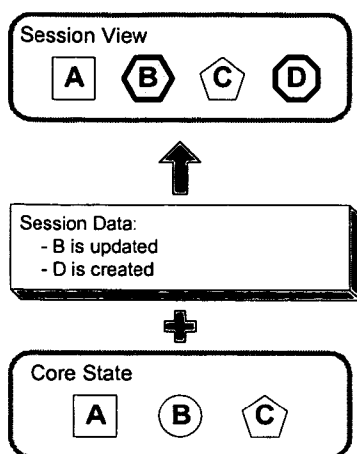 Session View
A B C D
Session Data:
- B is updated
- D is created
Core State
A B C